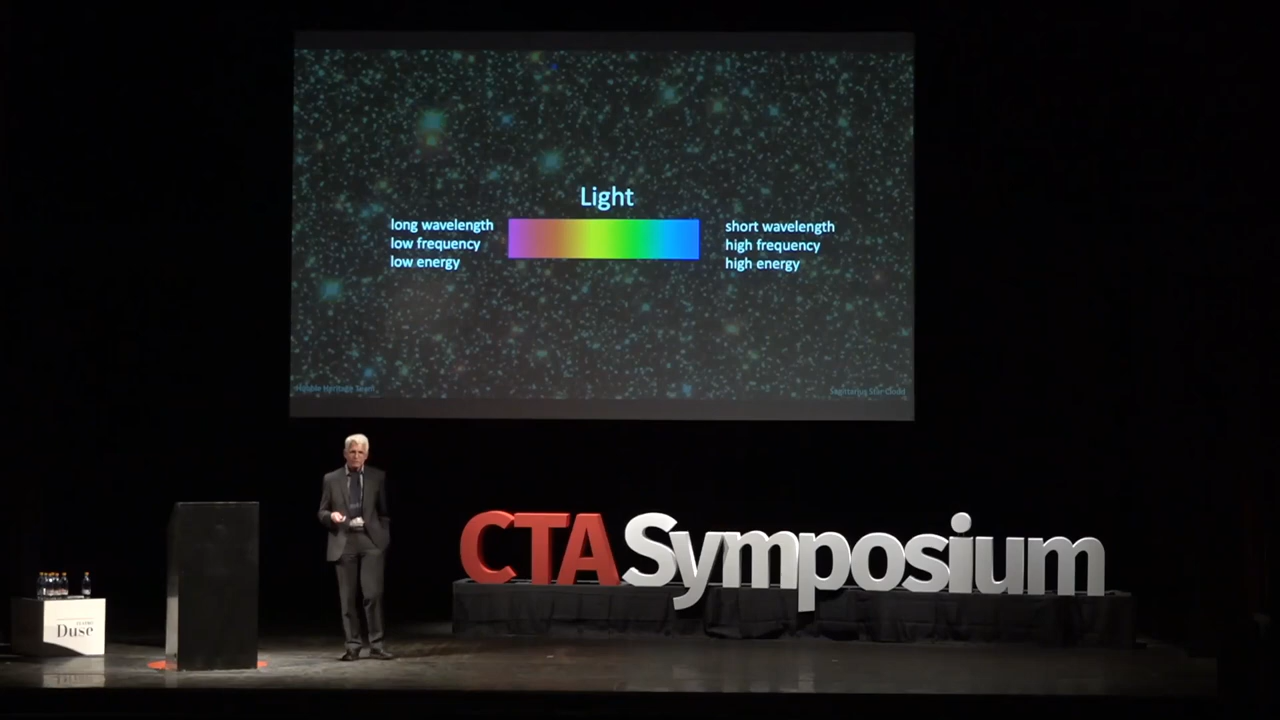 Light
long wavelength
low frequency
low energy
short wavelength
high frequency
high energy
Hubble Heritage Team
Sagittarius Star Cloud
CTA Symposium
TEATRO
Duse